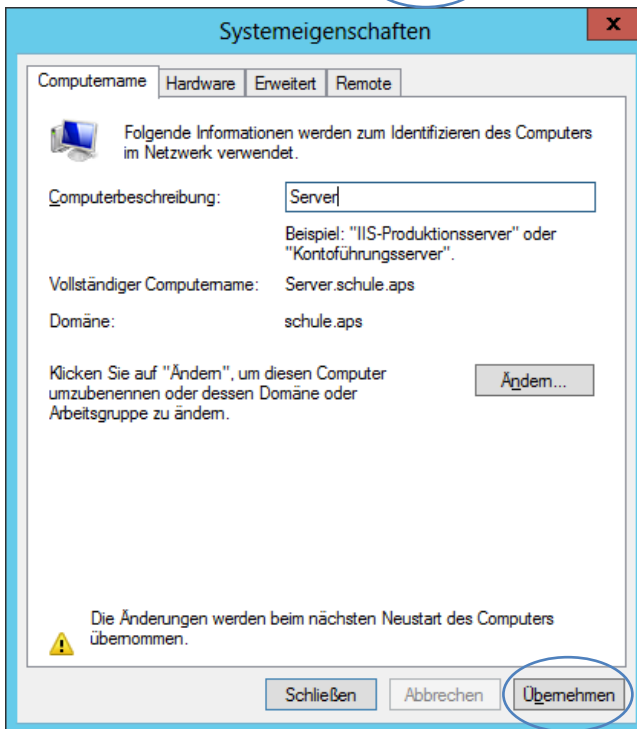 Systemeigenschaften
x
Computername Hardware Erweitert Remote
Folgende Informationen werden zum Identifizieren des Computers
im Netzwerk verwendet.
Computerbeschreibung: Server
Beispiel: "IIS-Produktionsserver" oder
"Kontoführungsserver".
Vollständiger Computername: Server.schule.aps
Domäne: schule.aps
Klicken Sie auf "Ändern", um diesen Computer
umzubenennen oder dessen Domäne oder
Arbeitsgruppe zu ändern.
Ändern...
Die Änderungen werden beim nächsten Neustart des Computers
übernommen.
Schließen Abbrechen Übernehmen